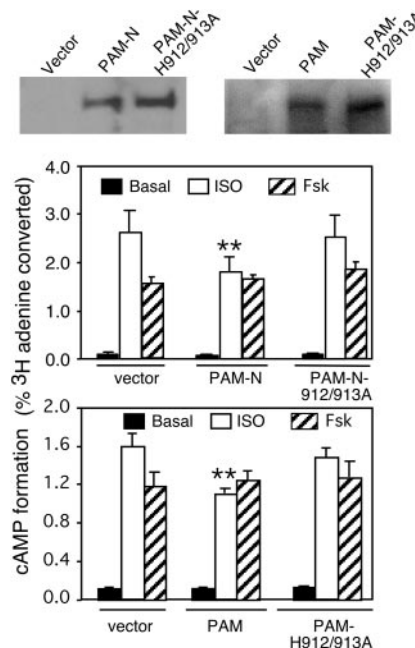 Vector
PAM-N
PAM-N-
H912/913A
Vector
PAM
PAM-
H912/913A
4.0
Basal ISO Fsk
3.0
**
2.0
1.0
0.0
vector PAM-N PAM-N-
912/913A
cAMP formation (% ³H adenine converted)
1.6
Basal ISO Fsk
2.0
1.6
**
1.2
0.8
0.4
0.0
vector PAM PAM-
H912/913A